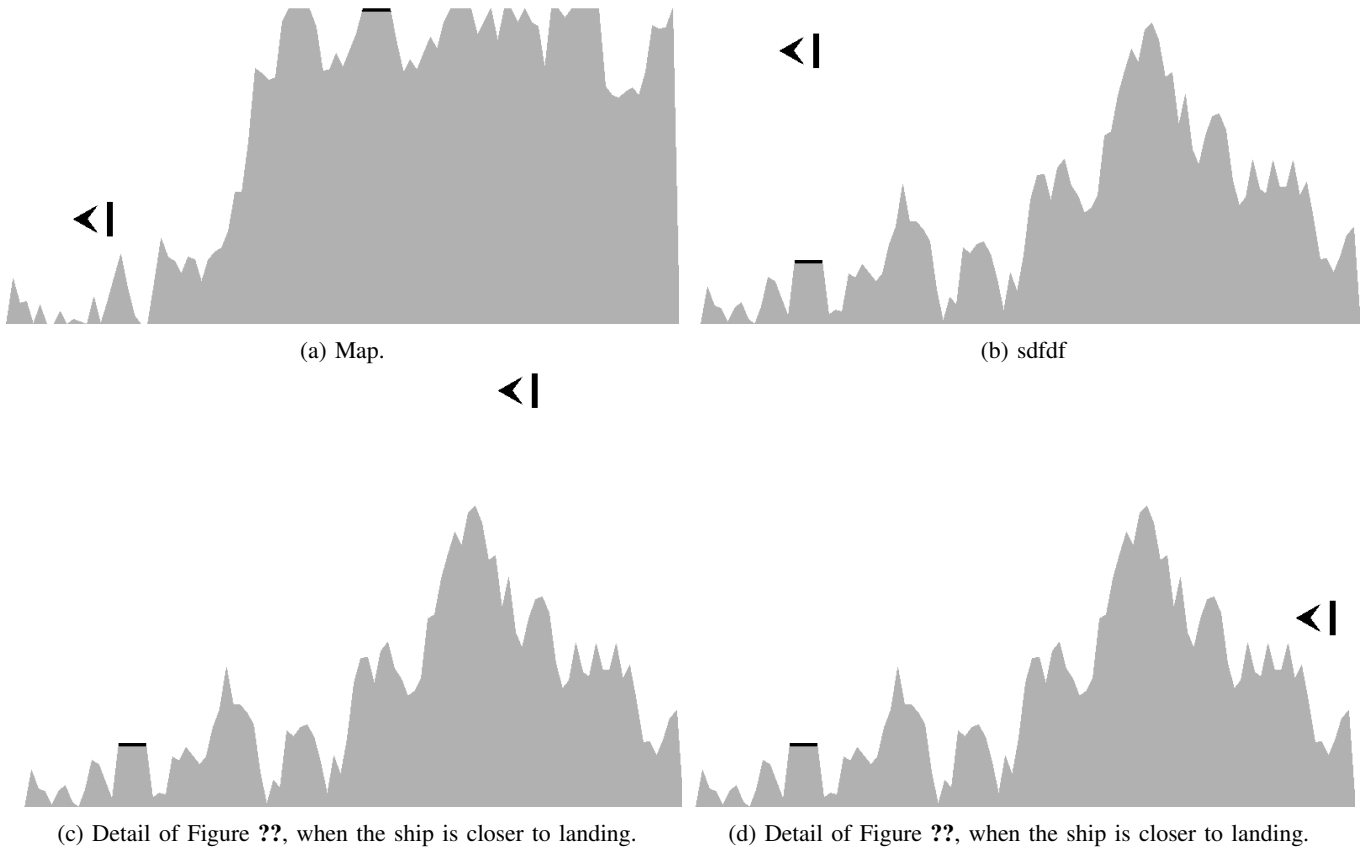 (a) Map.
(b) sdfdf
(c) Detail of Figure ??, when the ship is closer to landing.
(d) Detail of Figure ??, when the ship is closer to landing.